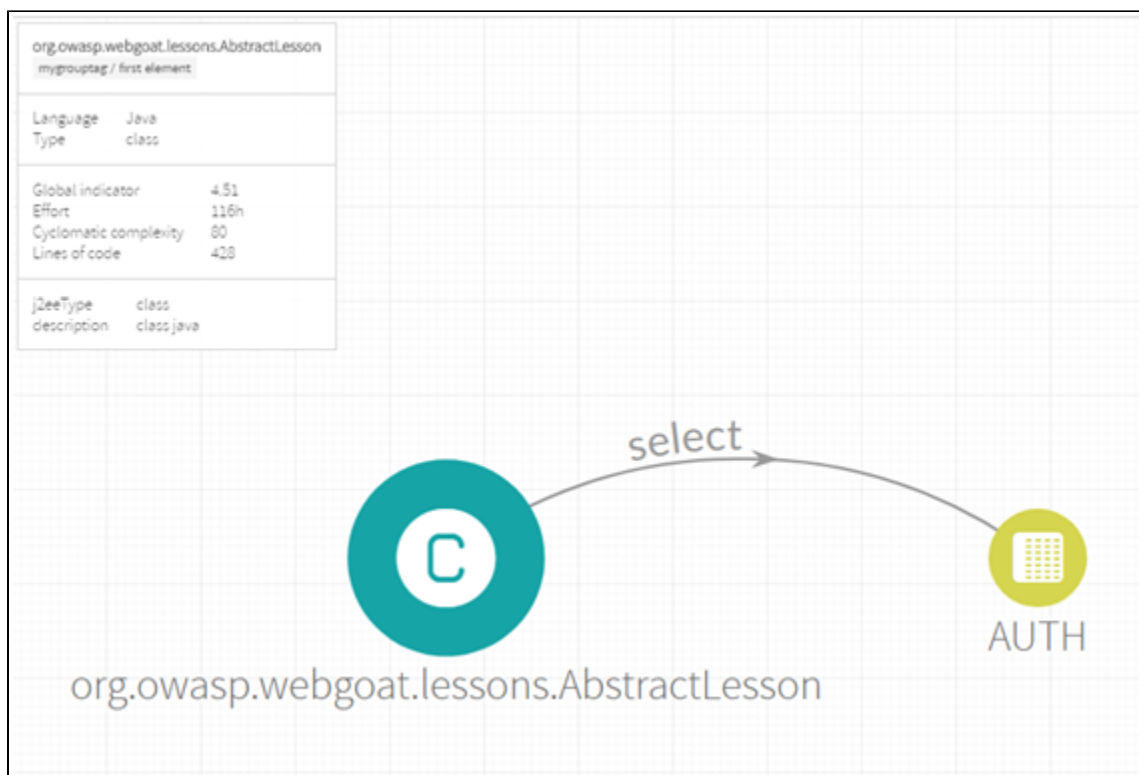 org.owasp.webgoat.lessons.AbstractLesson
mygrouptag / first element
Language Java
Type class
Global indicator 4.51
Effort 116h
Cyclomatic complexity 80
Lines of code 428
j2eeType class
description class java
select
C
AUTH
org.owasp.webgoat.lessons.AbstractLesson